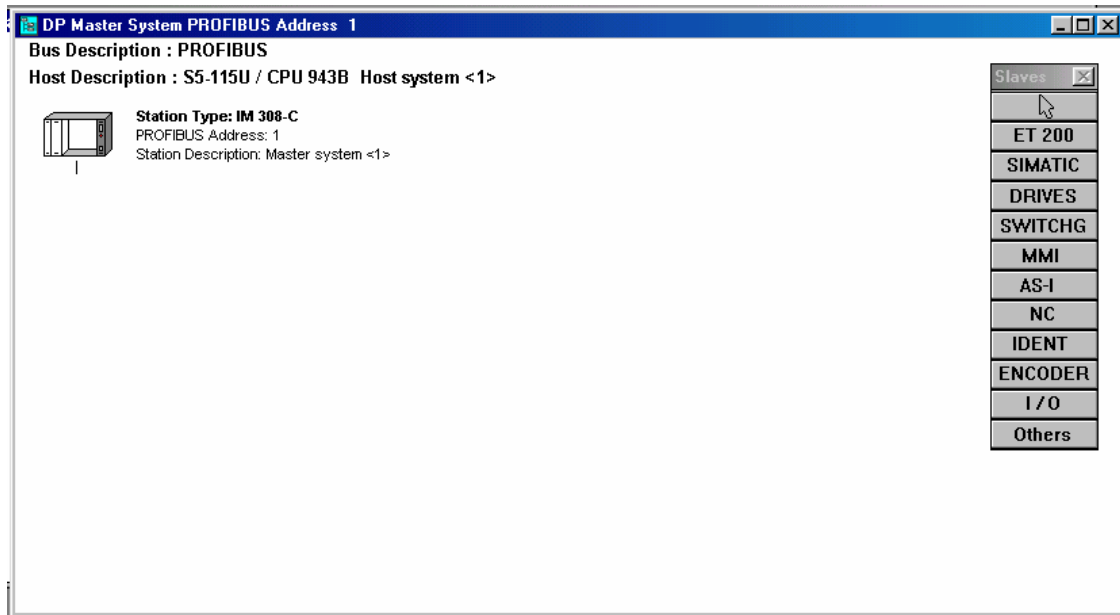 DP Master System PROFIBUS Address 1
Bus Description : PROFIBUS
Host Description : S5-115U / CPU 943B Host system <1>
Station Type: IM 308-C
PROFIBUS Address: 1
Station Description: Master system <1>
Slaves
ET 200
SIMATIC
DRIVES
SWITCHG
MMI
AS-I
NC
IDENT
ENCODER
I / O
Others